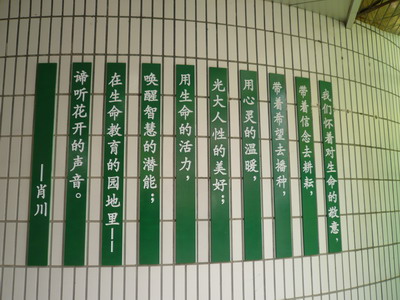 我们怀着对生命的敬意，
带着信念去耕耘，
带着希望去播种，
用心灵的温暖，
光大人性的美好；
用生命的活力，
唤醒智慧的潜能；
在生命教育的园地里——
谛听花开的声音。
——肖川